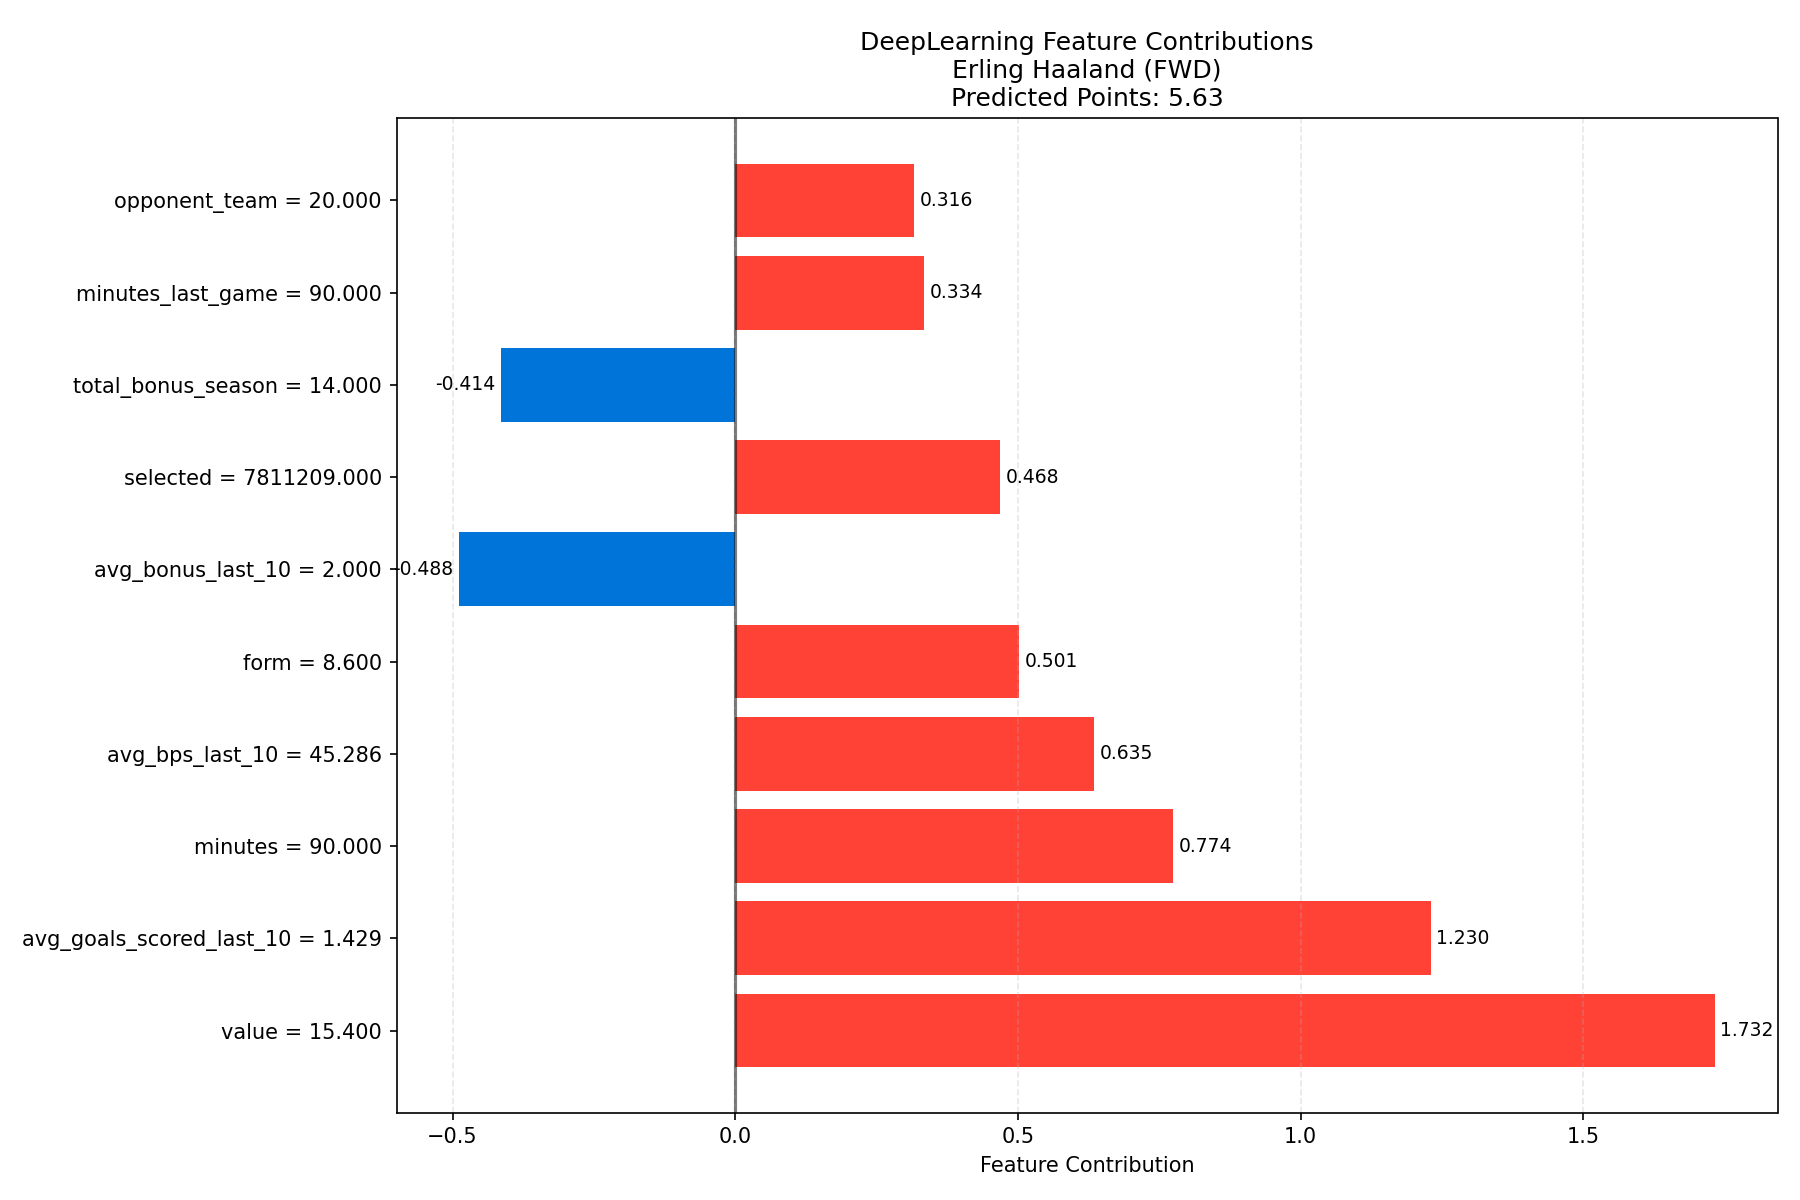 DeepLearning Feature Contributions
Erling Haaland (FWD)
Predicted Points: 5.63
opponent_team = 20.000
0.316
minutes_last_game = 90.000
0.334
total_bonus_season = 14.000
-0.414
selected = 7811209.000
0.468
avg_bonus_last_10 = 2.000
-0.488
form = 8.600
0.501
avg_bps_last_10 = 45.286
0.635
minutes = 90.000
0.774
avg_goals_scored_last_10 = 1.429
1.230
value = 15.400
1.732
−0.5 0.0 0.5 1.0 1.5
Feature Contribution